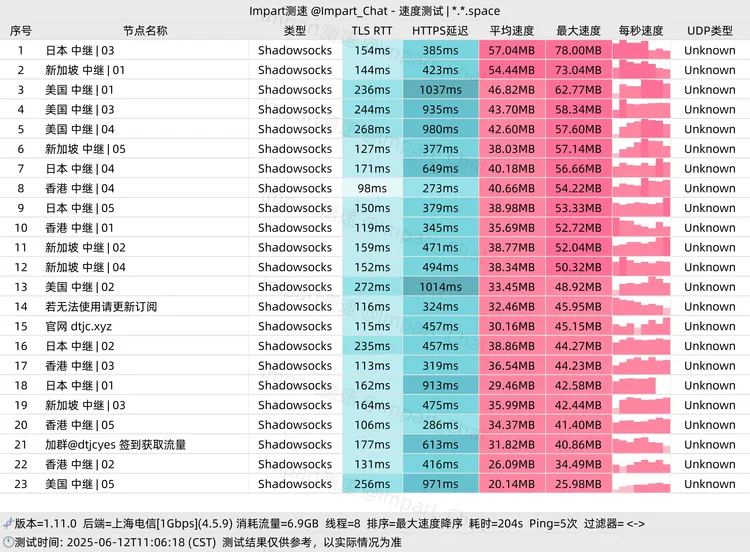 Impart测速 @Impart_Chat - 速度测试 | *.*.space
序号 节点名称 类型 TLS RTT HTTPS延迟 平均速度 最大速度 每秒速度 UDP类型
1 日本 中继 | 03 Shadowsocks 154ms 385ms 57.04MB 78.00MB Unknown
2 新加坡 中继 | 01 Shadowsocks 144ms 423ms 54.44MB 73.04MB Unknown
3 美国 中继 | 01 Shadowsocks 236ms 1037ms 46.82MB 62.77MB Unknown
4 美国 中继 | 03 Shadowsocks 244ms 935ms 43.70MB 58.34MB Unknown
5 美国 中继 | 04 Shadowsocks 268ms 980ms 42.60MB 57.60MB Unknown
6 新加坡 中继 | 05 Shadowsocks 127ms 377ms 38.03MB 57.14MB Unknown
7 日本 中继 | 04 Shadowsocks 171ms 649ms 40.18MB 56.66MB Unknown
8 香港 中继 | 04 Shadowsocks 98ms 273ms 40.66MB 54.22MB Unknown
9 日本 中继 | 05 Shadowsocks 150ms 379ms 38.98MB 53.33MB Unknown
10 香港 中继 | 01 Shadowsocks 119ms 345ms 35.69MB 52.72MB Unknown
11 新加坡 中继 | 02 Shadowsocks 159ms 471ms 38.77MB 52.04MB Unknown
12 新加坡 中继 | 04 Shadowsocks 152ms 494ms 38.34MB 50.32MB Unknown
13 美国 中继 | 02 Shadowsocks 272ms 1014ms 33.45MB 48.92MB Unknown
14 若无法使用请更新订阅 Shadowsocks 116ms 324ms 32.46MB 45.95MB Unknown
15 官网 dtjc.xyz Shadowsocks 115ms 457ms 30.16MB 45.15MB Unknown
16 日本 中继 | 02 Shadowsocks 235ms 457ms 38.86MB 44.27MB Unknown
17 香港 中继 | 03 Shadowsocks 113ms 319ms 36.54MB 44.23MB Unknown
18 日本 中继 | 01 Shadowsocks 162ms 913ms 29.46MB 42.58MB Unknown
19 新加坡 中继 | 03 Shadowsocks 164ms 475ms 35.99MB 42.44MB Unknown
20 香港 中继 | 05 Shadowsocks 106ms 286ms 34.37MB 41.40MB Unknown
21 加群@dtjcyes 签到获取流量 Shadowsocks 177ms 613ms 31.82MB 40.86MB Unknown
22 香港 中继 | 02 Shadowsocks 131ms 416ms 26.09MB 34.49MB Unknown
23 美国 中继 | 05 Shadowsocks 256ms 971ms 20.14MB 25.98MB Unknown
版本=1.11.0 后端=上海电信[1Gbps](4.5.9) 消耗流量=6.9GB 线程=8 排序=最大速度降序 耗时=204s Ping=5次 过滤器=<->
测试时间: 2025-06-12T11:06:18 (CST) 测试结果仅供参考，以实际情况为准